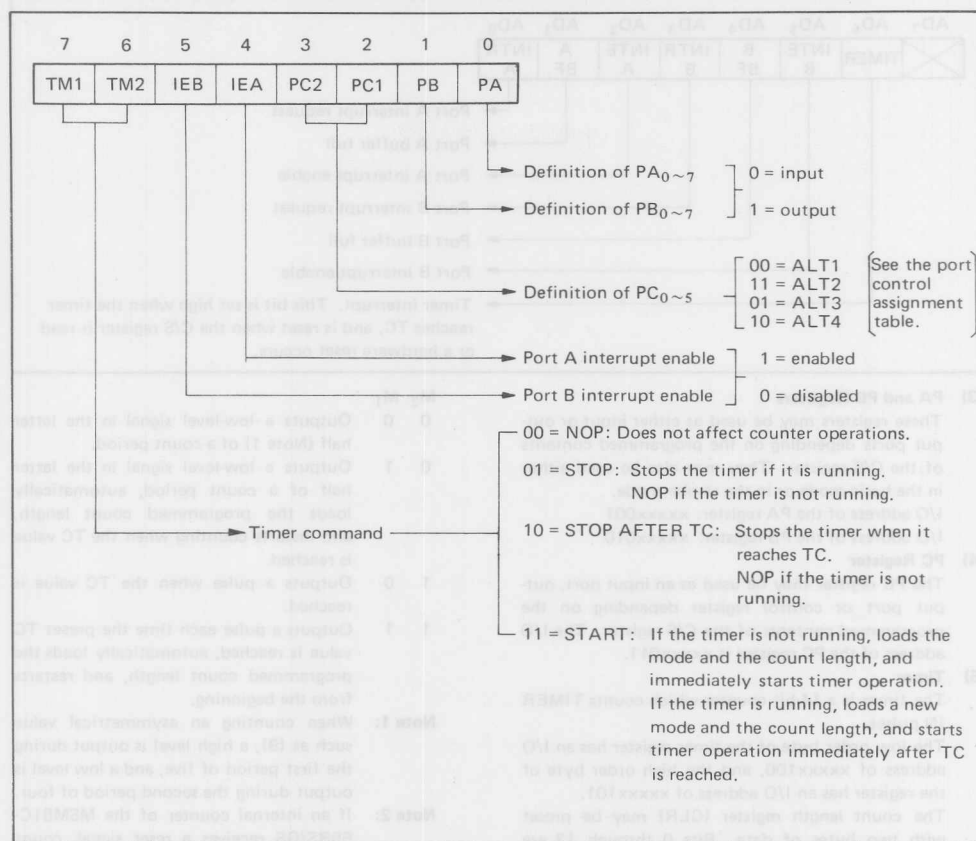 7 6 5 4 3 2 1 0
TM1 TM2 IEB IEA PC2 PC1 PB PA
Definition of PA0~7
0 = input
Definition of PB0~7
1 = output
Definition of PC0~5
00 = ALT1
11 = ALT2
01 = ALT3
10 = ALT4
See the port
control
assignment
table.
Port A interrupt enable
1 = enabled
Port B interrupt enable
0 = disabled
Timer command
00 = NOP: Does not affect counter operations.
01 = STOP: Stops the timer if it is running.
NOP if the timer is not running.
10 = STOP AFTER TC: Stops the timer when it
reaches TC.
NOP if the timer is not
running.
11 = START: If the timer is not running, loads the
mode and the count length, and
immediately starts timer operation.
If the timer is running, loads a new
mode and the count length, and starts
timer operation immediately after TC
is reached.